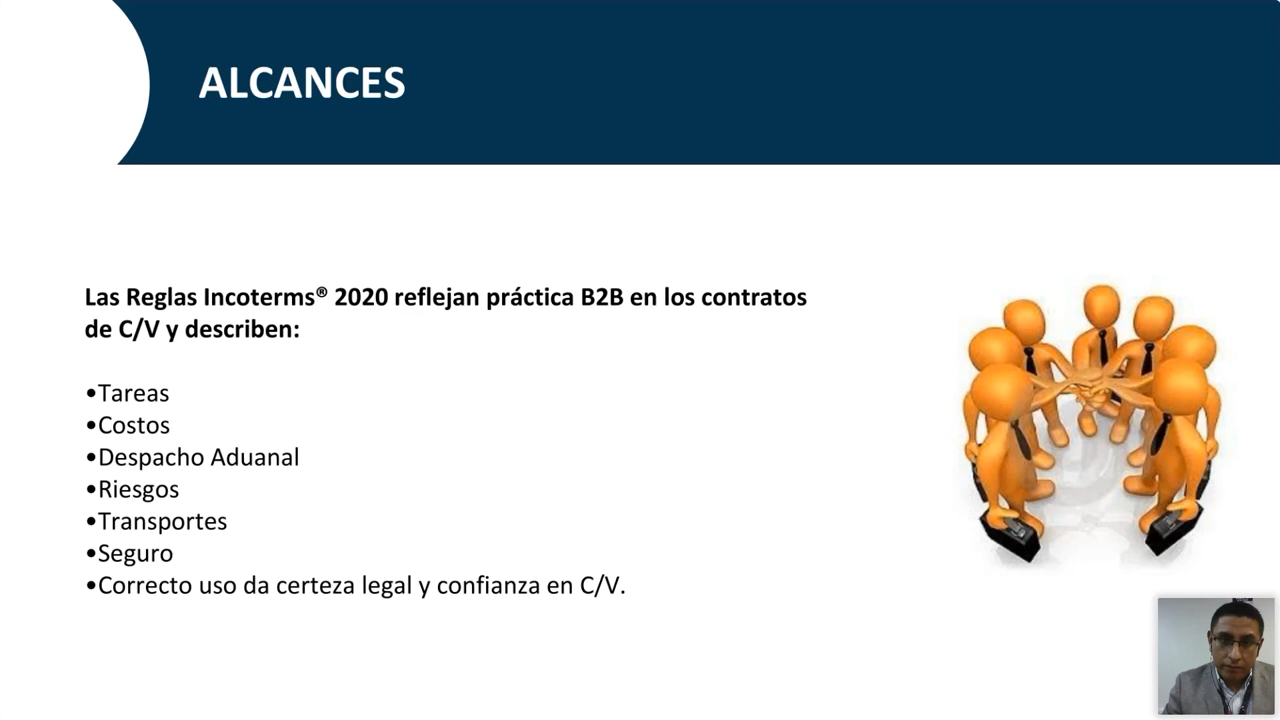 ALCANCES
Las Reglas Incoterms® 2020 reflejan práctica B2B en los contratos
de C/V y describen:
•Tareas
•Costos
•Despacho Aduanal
•Riesgos
•Transportes
•Seguro
•Correcto uso da certeza legal y confianza en C/V.